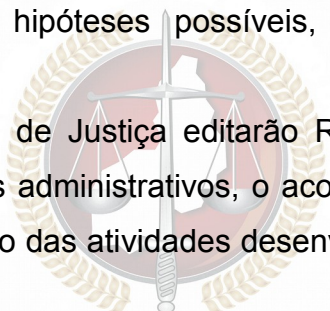 hipóteses possíveis,
de Justiça editarão R
s administrativos, o aco
o das atividades desenv